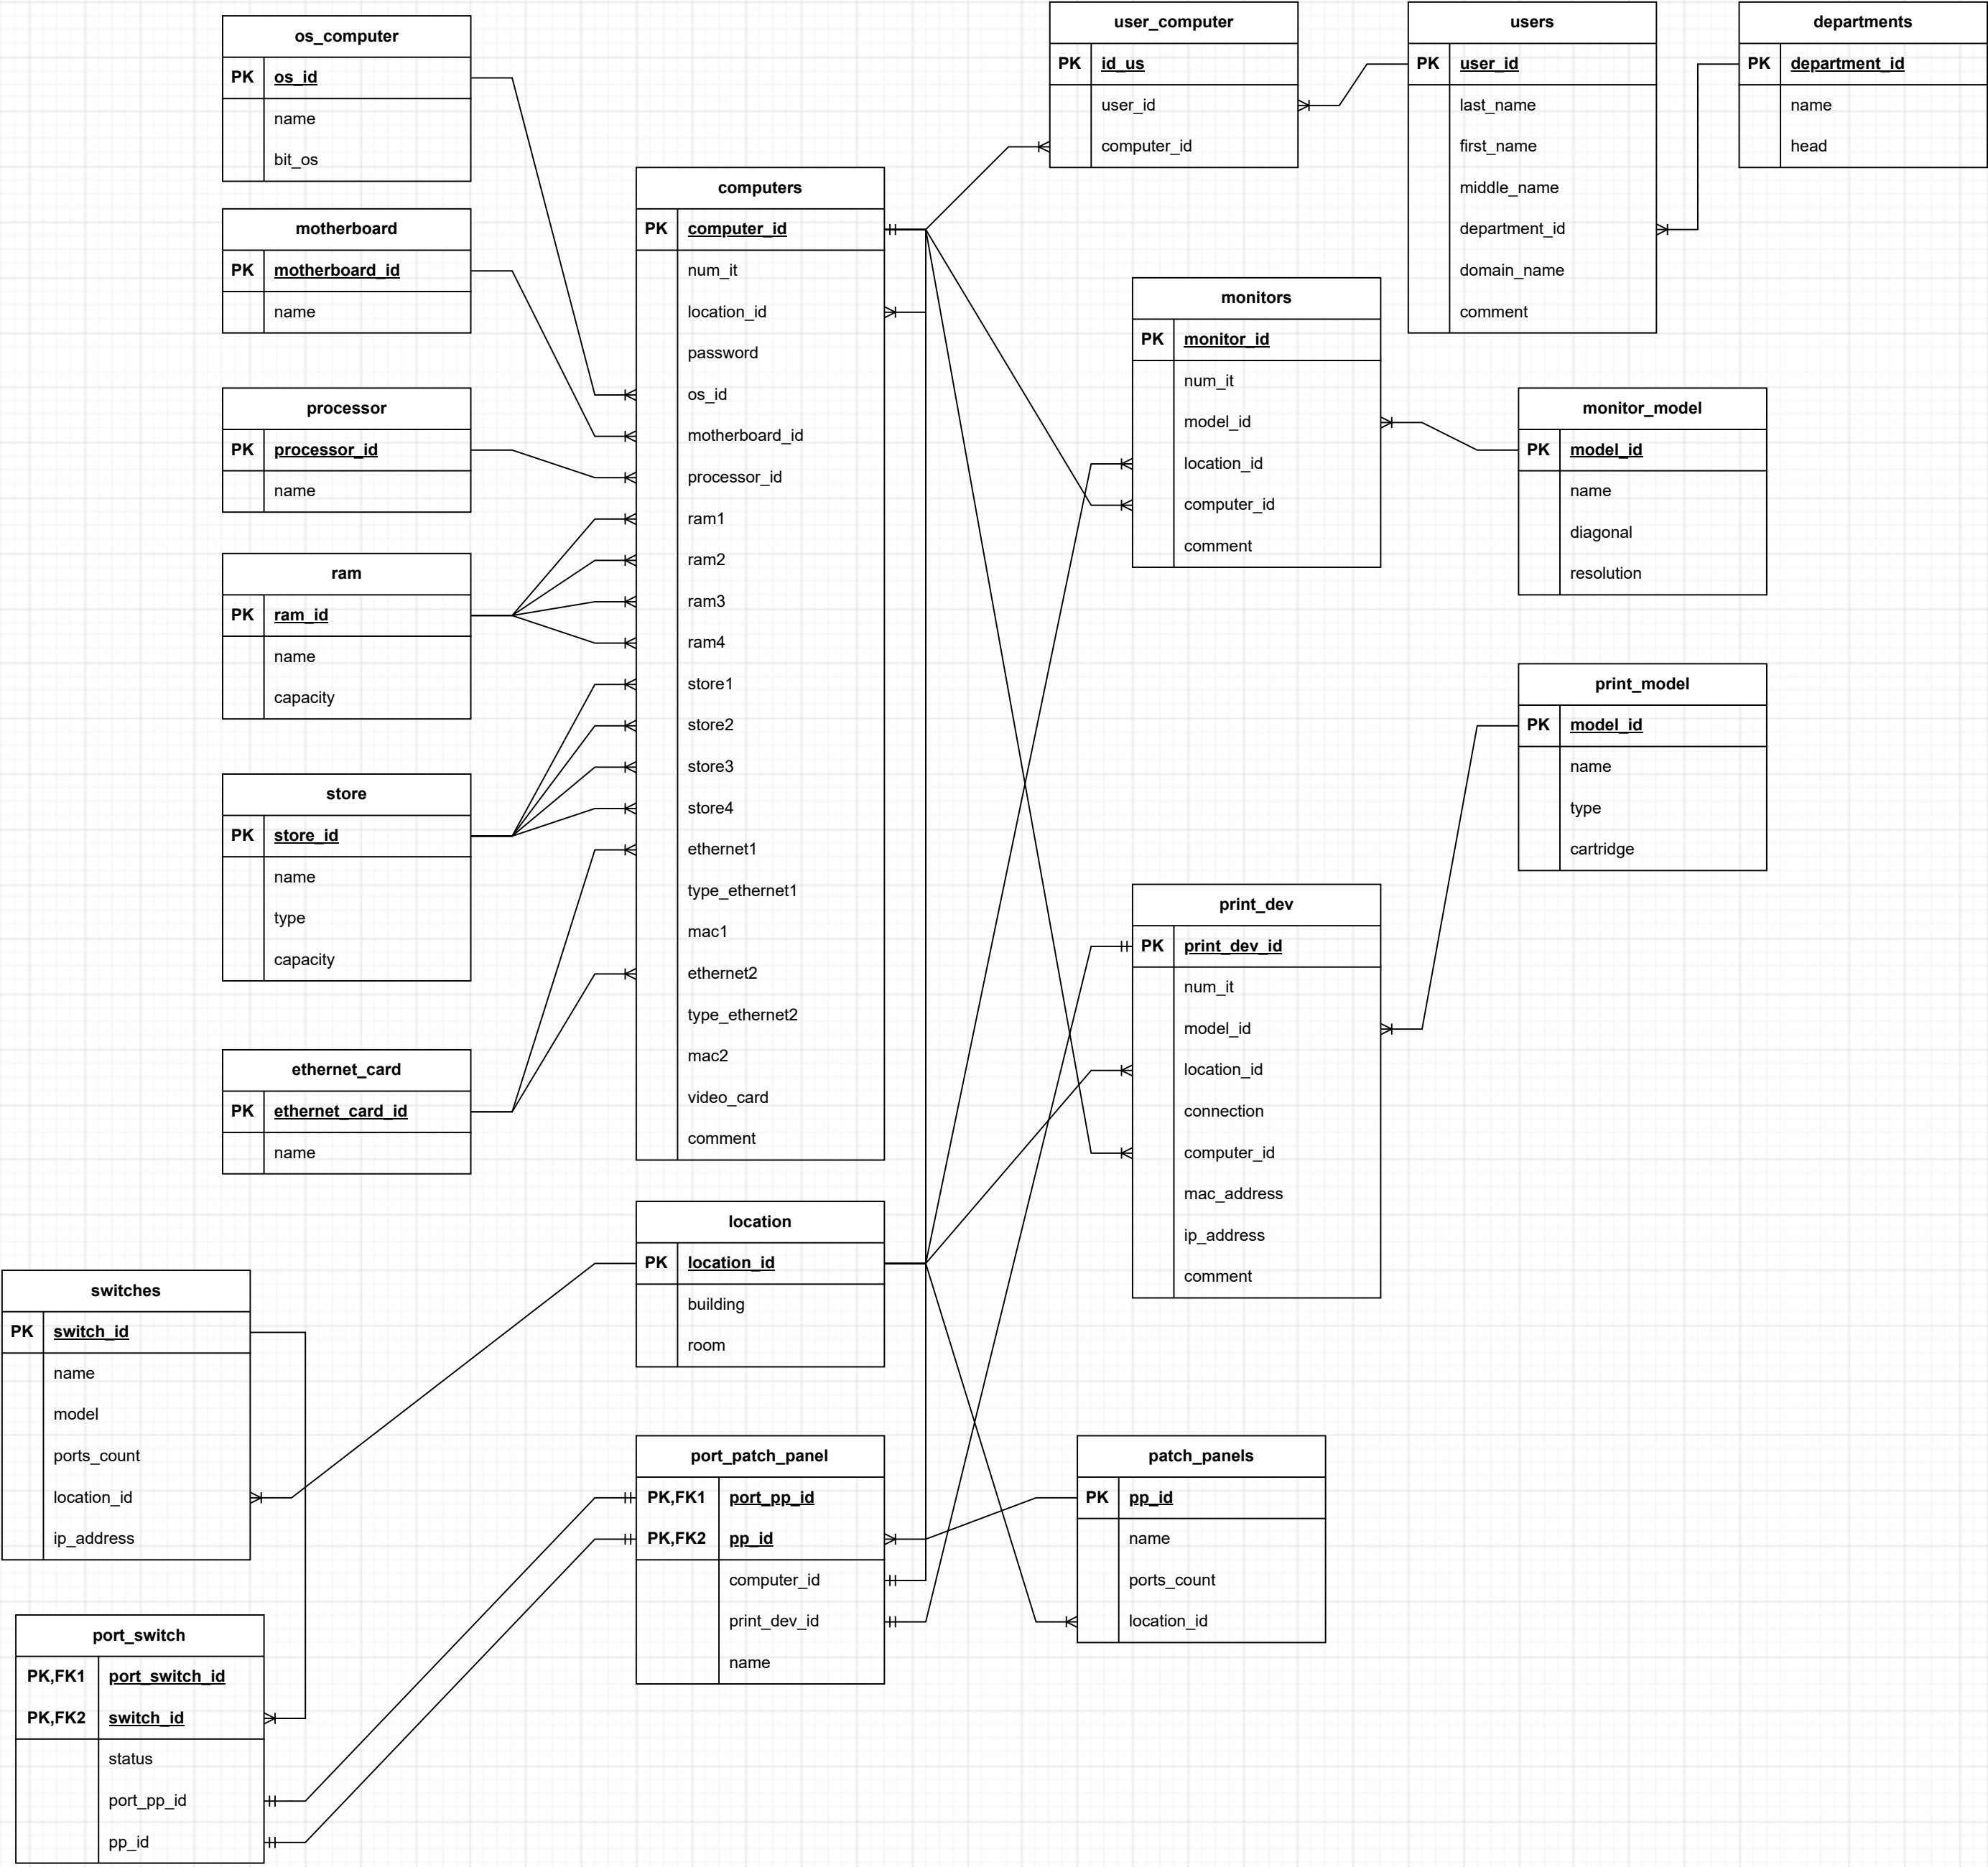 os_computer
PK os_id
name
bit_os
motherboard
PK motherboard_id
name
processor
PK processor_id
name
ram
PK ram_id
name
capacity
store
PK store_id
name
type
capacity
ethernet_card
PK ethernet_card_id
name
switches
PK switch_id
name
model
ports_count
location_id
ip_address
port_switch
PK,FK1 port_switch_id
PK,FK2 switch_id
status
port_pp_id
pp_id
computers
PK computer_id
num_it
location_id
password
os_id
motherboard_id
processor_id
ram1
ram2
ram3
ram4
store1
store2
store3
store4
ethernet1
type_ethernet1
mac1
ethernet2
type_ethernet2
mac2
video_card
comment
location
PK location_id
building
room
port_patch_panel
PK,FK1 port_pp_id
PK,FK2 pp_id
computer_id
print_dev_id
name
user_computer
PK id_us
user_id
computer_id
users
PK user_id
last_name
first_name
middle_name
department_id
domain_name
comment
departments
PK department_id
name
head
monitors
PK monitor_id
num_it
model_id
location_id
computer_id
comment
monitor_model
PK model_id
name
diagonal
resolution
print_model
PK model_id
name
type
cartridge
print_dev
PK print_dev_id
num_it
model_id
location_id
connection
computer_id
mac_address
ip_address
comment
patch_panels
PK pp_id
name
ports_count
location_id